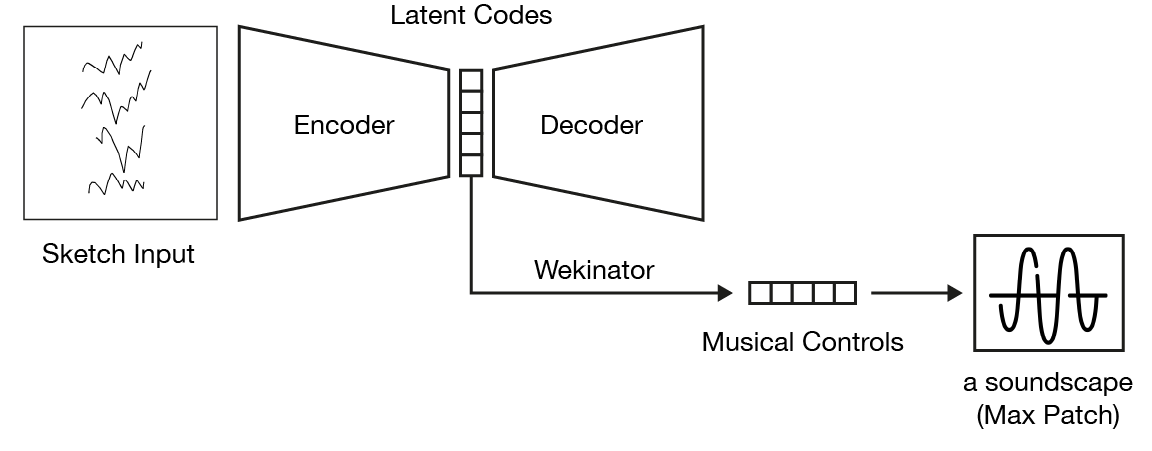 Latent Codes
Encoder
Decoder
Sketch Input
Wekinator
Musical Controls
a soundscape
(Max Patch)